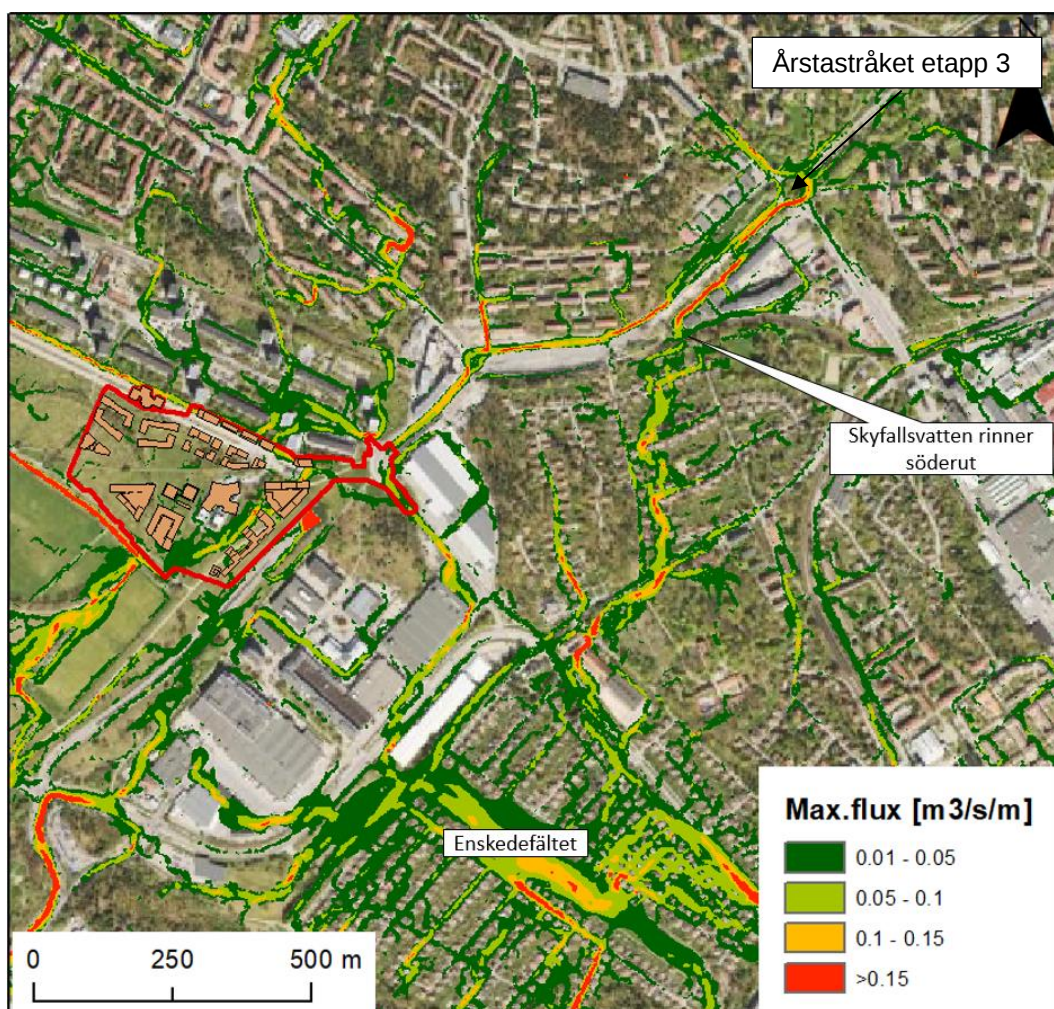 Årstastråket etapp 3
Skyfallsvatten rinner
söderut
Enskedefältet
Max.flux [m3/s/m]
0.01 - 0.05
0.05 - 0.1
0.1 - 0.15
>0.15
0 250 500 m